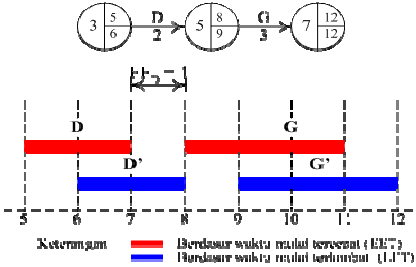 3 5 6 D 2 5 8 9 G 3 7 12 12
D G
D' G'
5 6 7 8 9 10 11 12
Keterangan Berdasar waktu mulai tercepat (EET)
Berdasar waktu mulai terlambat (LET)